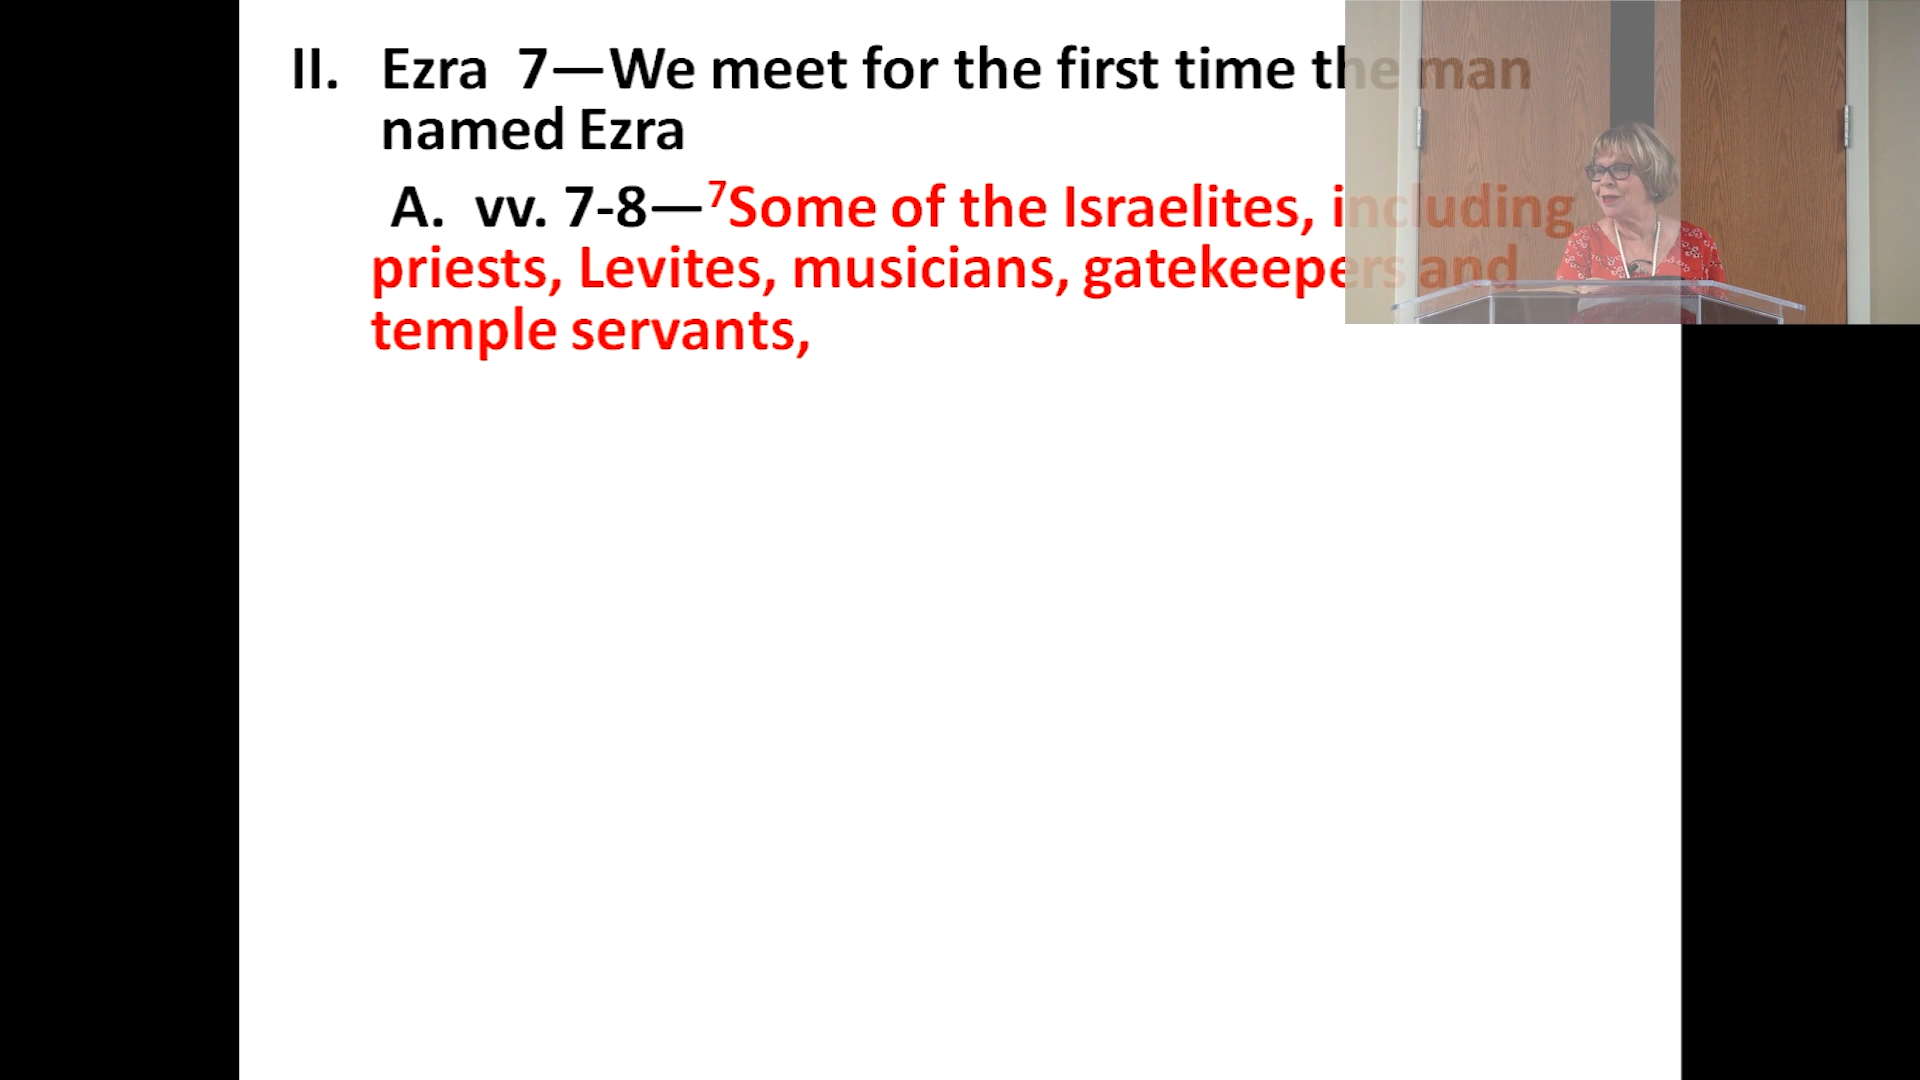 II. Ezra 7—We meet for the first time the man
named Ezra
A. vv. 7-8—⁷Some of the Israelites, including
priests, Levites, musicians, gatekeepers and
temple servants,